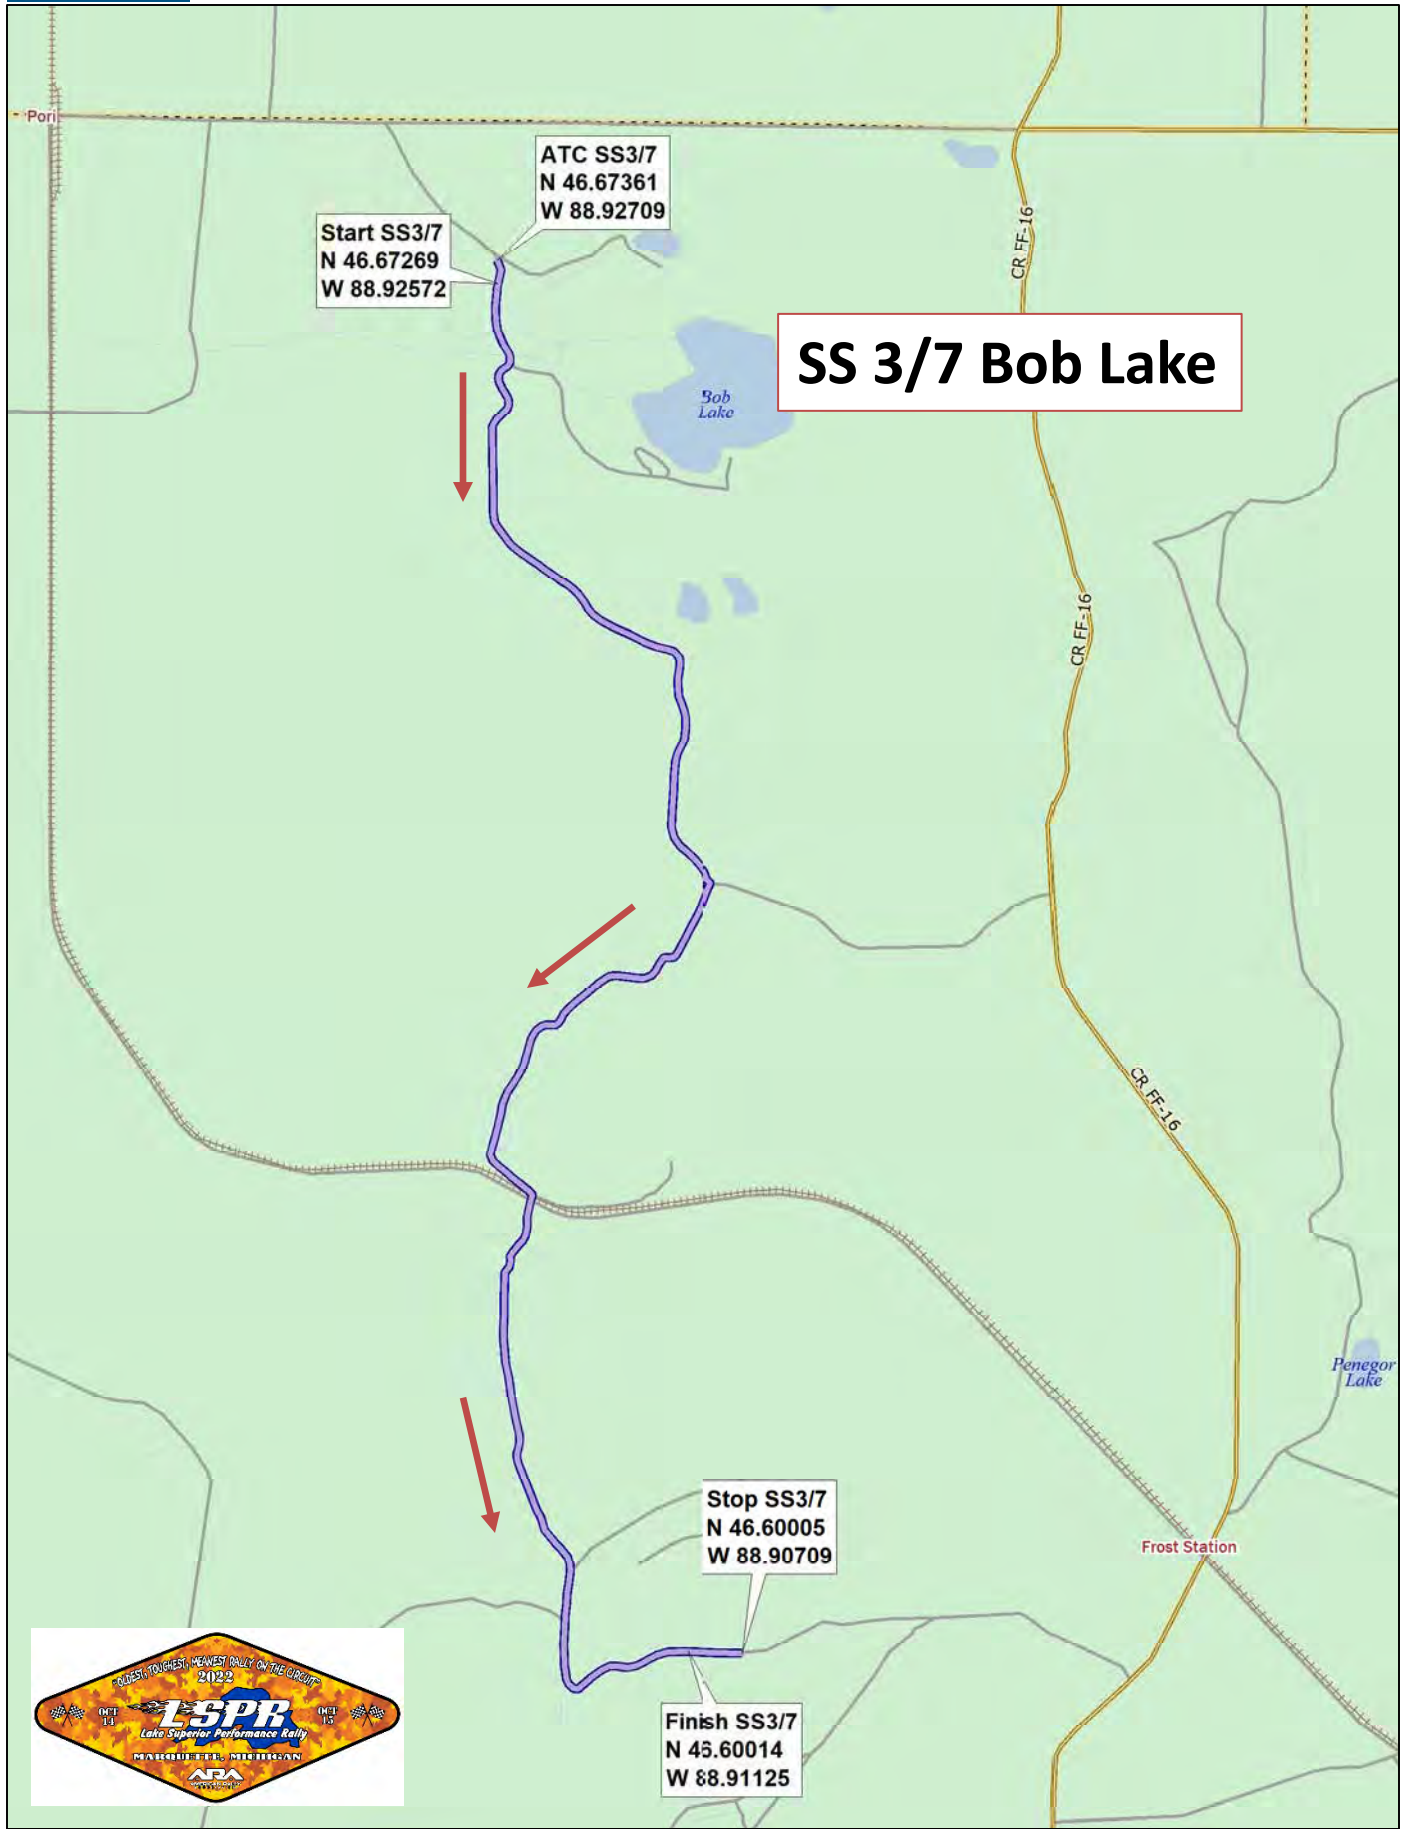 Pori
ATC SS3/7
N 46.67361
W 88.92709
Start SS3/7
N 46.67269
W 88.92572
CR FF-16
SS 3/7 Bob Lake
Bob
Lake
CR FF-16
CR FF-16
Penegor
Lake
Stop SS3/7
N 46.60005
W 88.90709
Frost Station
Finish SS3/7
N 46.60014
W 88.91125
"OLDEST, TOUGHEST, MEANEST RALLY ON THE CIRCUIT"
2022
OCT
14
LSPR
OCT
15
Lake Superior Performance Rally
MARQUETTE, MICHIGAN
ARA